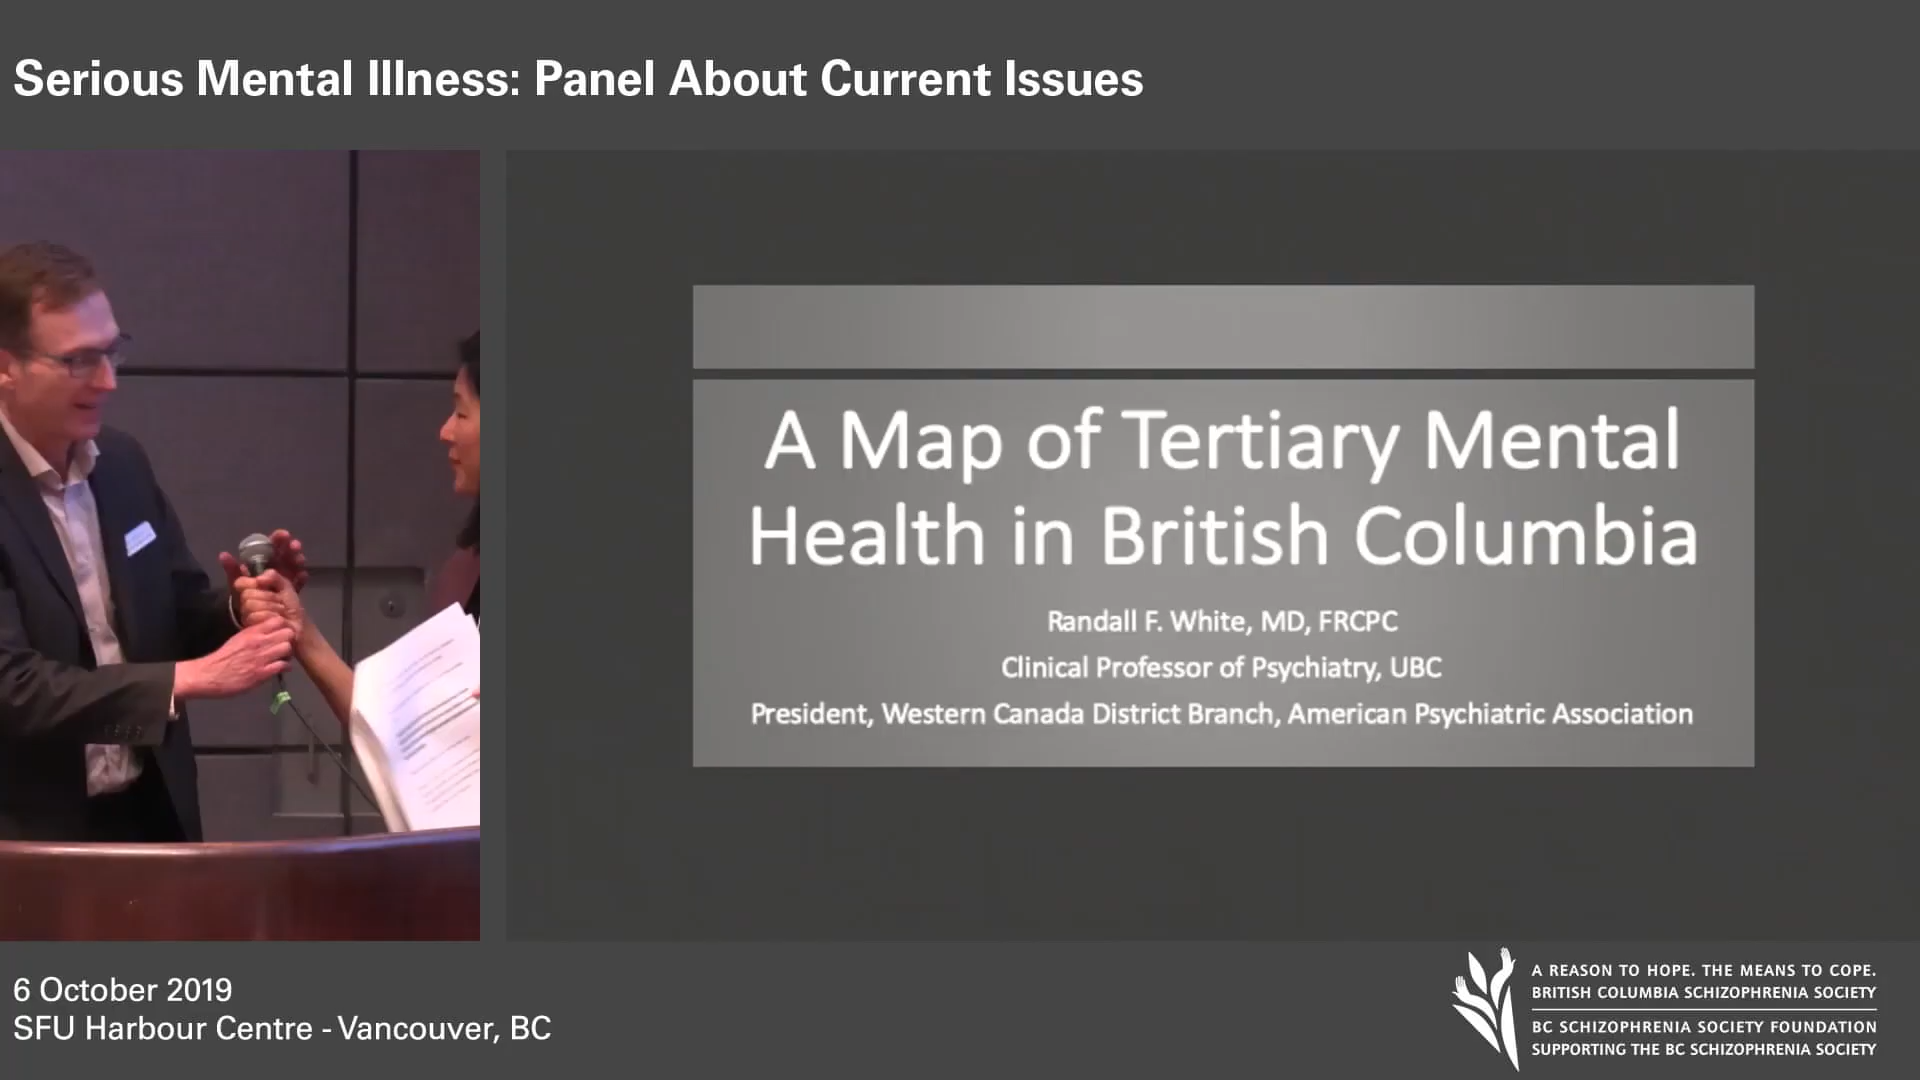 Serious Mental Illness: Panel About Current Issues
A Map of Tertiary Mental
Health in British Columbia
Randall F. White, MD, FRCPC
Clinical Professor of Psychiatry, UBC
President, Western Canada District Branch, American Psychiatric Association
6 October 2019
SFU Harbour Centre - Vancouver, BC
A REASON TO HOPE. THE MEANS TO COPE.
BRITISH COLUMBIA SCHIZOPHRENIA SOCIETY
BC SCHIZOPHRENIA SOCIETY FOUNDATION
SUPPORTING THE BC SCHIZOPHRENIA SOCIETY